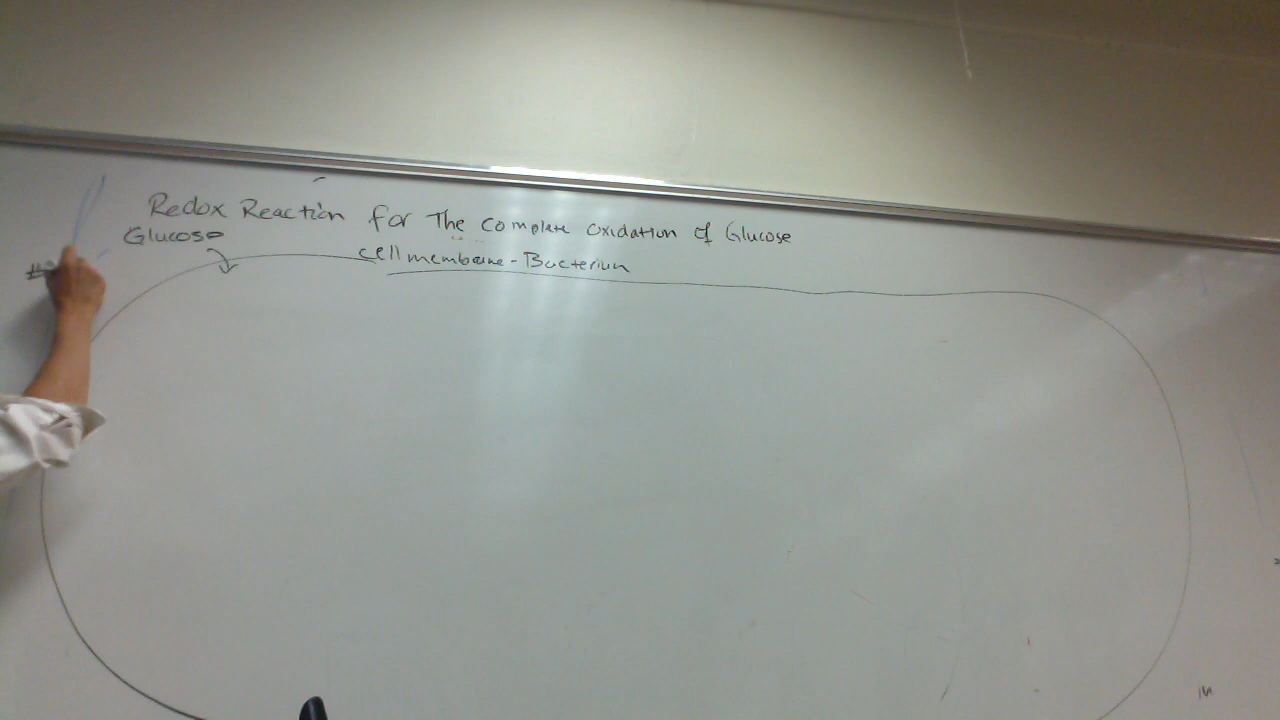 Redox Reaction for The Complete Oxidation of Glucose
Glucose
cell membrane - Bacterium